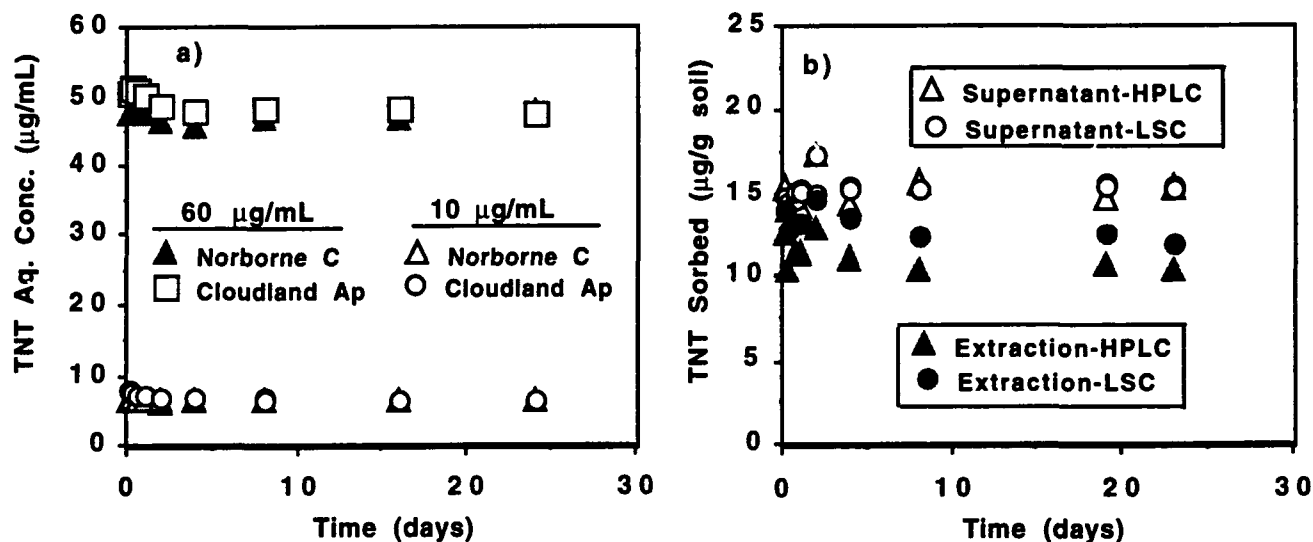 a)
TNT Aq. Conc. (µg/mL)
60
50
40
30
20
10
0
60 µg/mL
Norborne C
Cloudland Ap
10 µg/mL
Norborne C
Cloudland Ap
0 10 20 30
Time (days)
b)
TNT Sorbed (µg/g soil)
25
20
15
10
5
0
Supernatant-HPLC
Supernatant-LSC
Extraction-HPLC
Extraction-LSC
0 10 20 30
Time (days)